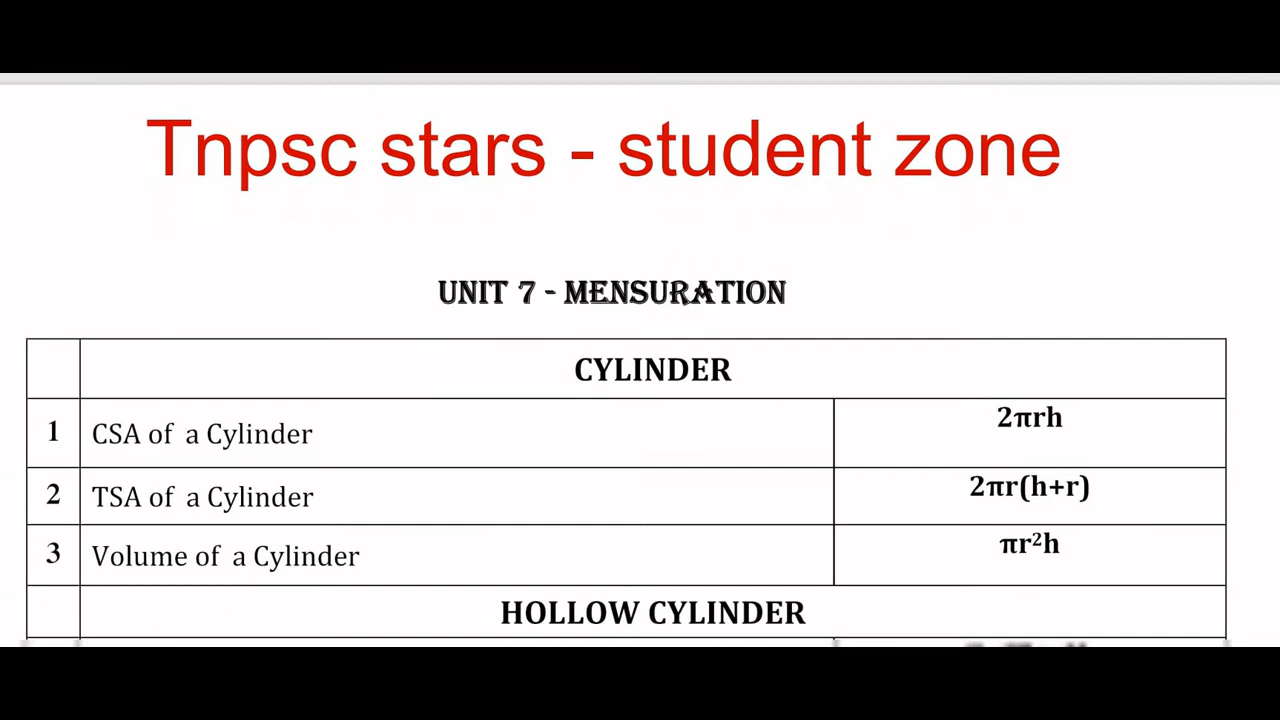 Tnpsc stars - student zone
UNIT 7 - MENSURATION
CYLINDER
1 CSA of a Cylinder 2πrh
2 TSA of a Cylinder 2πr(h+r)
3 Volume of a Cylinder πr²h
HOLLOW CYLINDER